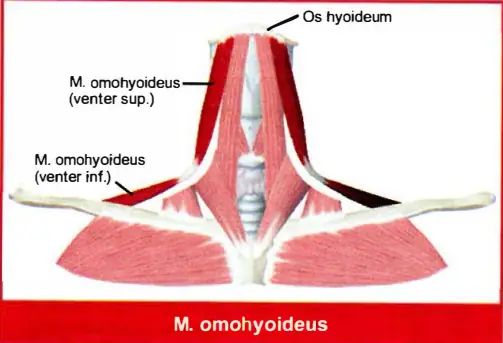 Os hyoideum
M. omohyoideus
(venter sup.)
M. omohyoideus
(venter inf.)
M. omohyoideus